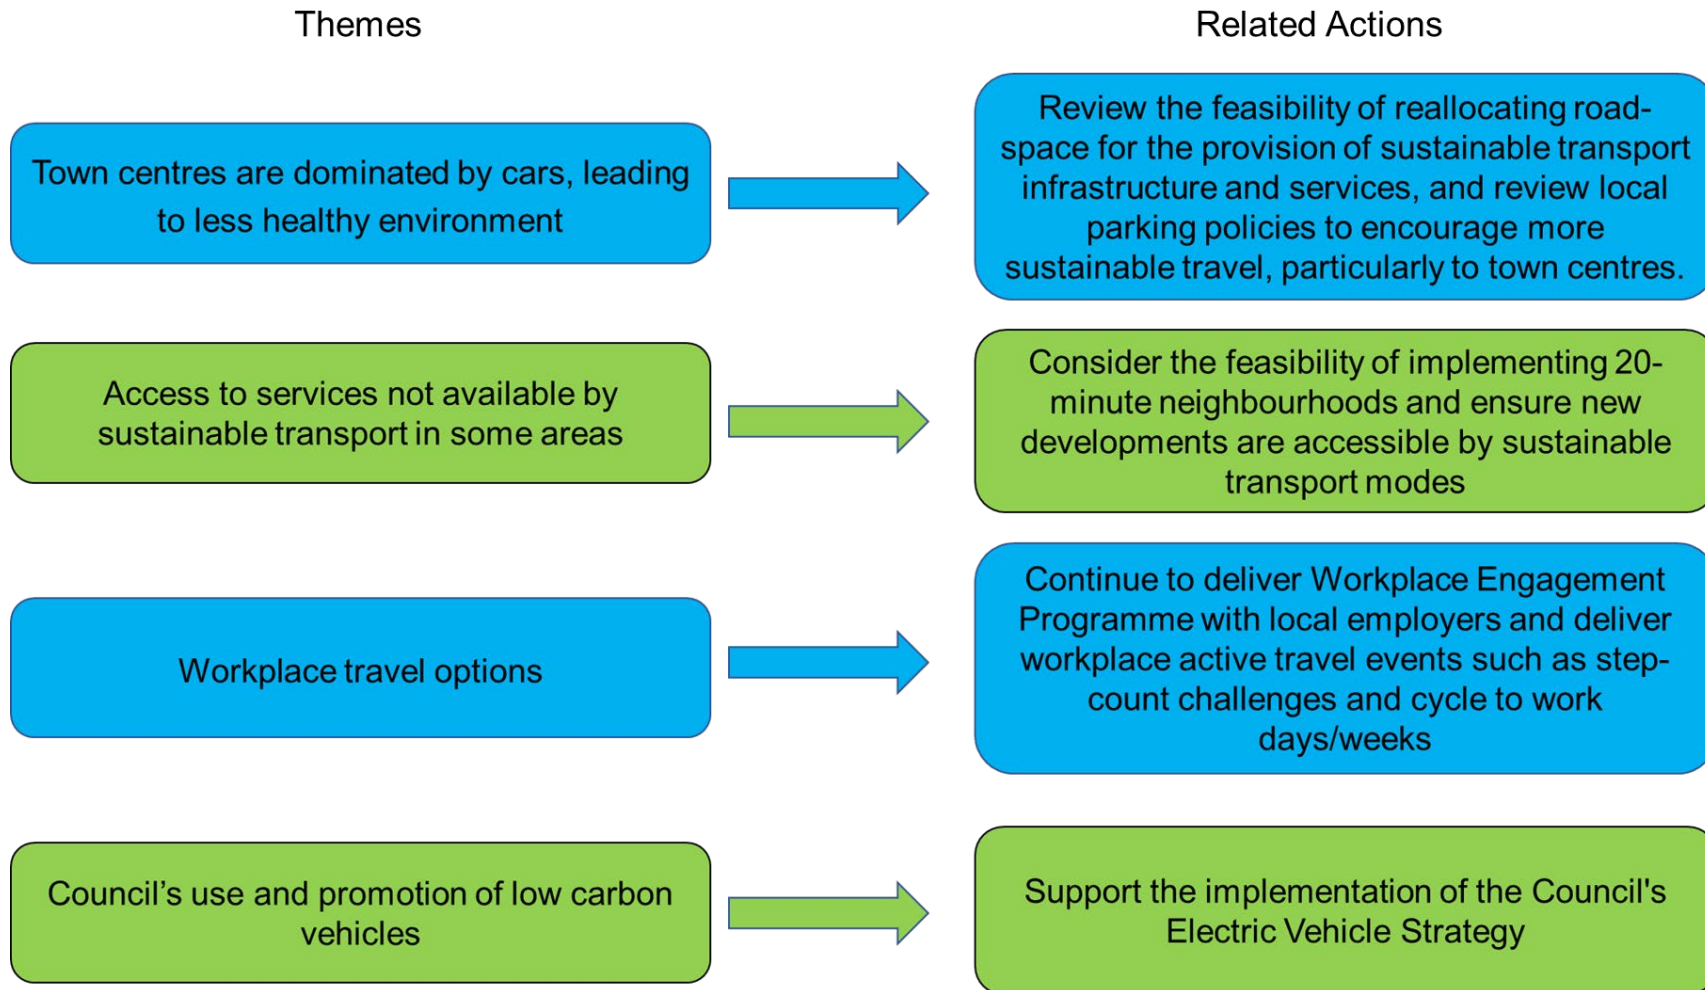 Themes
Related Actions
Town centres are dominated by cars, leading
to less healthy environment
Review the feasibility of reallocating road-
space for the provision of sustainable transport
infrastructure and services, and review local
parking policies to encourage more
sustainable travel, particularly to town centres.
Access to services not available by
sustainable transport in some areas
Consider the feasibility of implementing 20-
minute neighbourhoods and ensure new
developments are accessible by sustainable
transport modes
Workplace travel options
Continue to deliver Workplace Engagement
Programme with local employers and deliver
workplace active travel events such as step-
count challenges and cycle to work
days/weeks
Council’s use and promotion of low carbon
vehicles
Support the implementation of the Council's
Electric Vehicle Strategy